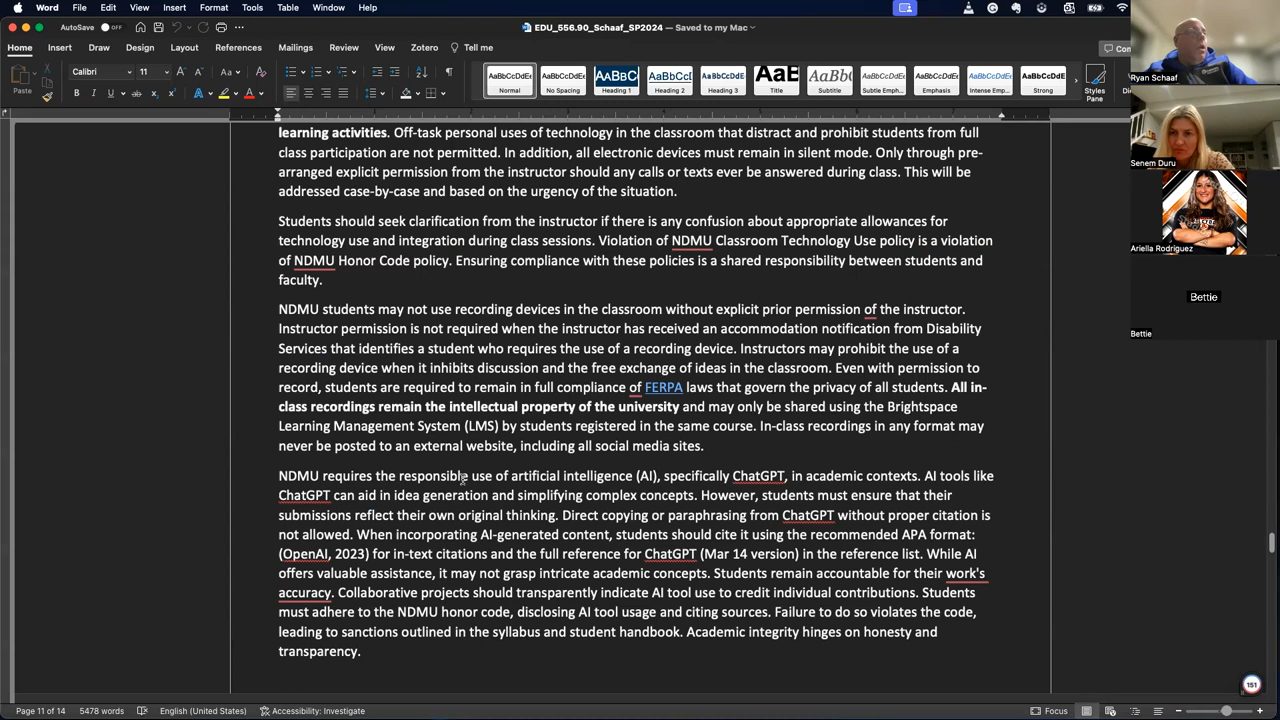 Word File Edit View Insert Format Tools Table Window Help
AutoSave OFF EDU_556.90_Schaaf_SP2024 — Saved to my Mac
Home Insert Draw Design Layout References Mailings Review View Zotero Tell me
Paste Calibri 11
AaBbCcDdEe AaBbCcDdEe AaBbC AaBbCcD AaBbCcDdE AaB AaBbC AaBbCcDdEe AaBbCcDdEe AaBbCcDdEe AaBbCcDdEe
Normal No Spacing Heading 1 Heading 2 Heading 3 Title Subtitle Subtle Emph... Emphasis Intense Emp... Strong Styles Pane
learning activities. Off-task personal uses of technology in the classroom that distract and prohibit students from full
class participation are not permitted. In addition, all electronic devices must remain in silent mode. Only through pre-
arranged explicit permission from the instructor should any calls or texts ever be answered during class. This will be
addressed case-by-case and based on the urgency of the situation.
Students should seek clarification from the instructor if there is any confusion about appropriate allowances for
technology use and integration during class sessions. Violation of NDMU Classroom Technology Use policy is a violation
of NDMU Honor Code policy. Ensuring compliance with these policies is a shared responsibility between students and
faculty.
NDMU students may not use recording devices in the classroom without explicit prior permission of the instructor.
Instructor permission is not required when the instructor has received an accommodation notification from Disability
Services that identifies a student who requires the use of a recording device. Instructors may prohibit the use of a
recording device when it inhibits discussion and the free exchange of ideas in the classroom. Even with permission to
record, students are required to remain in full compliance of FERPA laws that govern the privacy of all students. All in-
class recordings remain the intellectual property of the university and may only be shared using the Brightspace
Learning Management System (LMS) by students registered in the same course. In-class recordings in any format may
never be posted to an external website, including all social media sites.
NDMU requires the responsible use of artificial intelligence (AI), specifically ChatGPT, in academic contexts. AI tools like
ChatGPT can aid in idea generation and simplifying complex concepts. However, students must ensure that their
submissions reflect their own original thinking. Direct copying or paraphrasing from ChatGPT without proper citation is
not allowed. When incorporating AI-generated content, students should cite it using the recommended APA format:
(OpenAI, 2023) for in-text citations and the full reference for ChatGPT (Mar 14 version) in the reference list. While AI
offers valuable assistance, it may not grasp intricate academic concepts. Students remain accountable for their work's
accuracy. Collaborative projects should transparently indicate AI tool use to credit individual contributions. Students
must adhere to the NDMU honor code, disclosing AI tool usage and citing sources. Failure to do so violates the code,
leading to sanctions outlined in the syllabus and student handbook. Academic integrity hinges on honesty and
transparency.
151
Page 11 of 14 5478 words English (United States) Accessibility: Investigate Focus
Ryan Schaaf
Senem Duru
Ariella Rodriguez
Bettie
Bettie